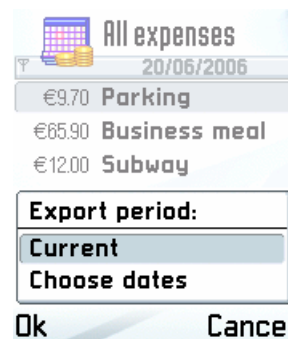 All expenses
20/06/2006
€9.70 Parking
€65.90 Business meal
€12.00 Subway
Export period:
Current
Choose dates
Ok Cance